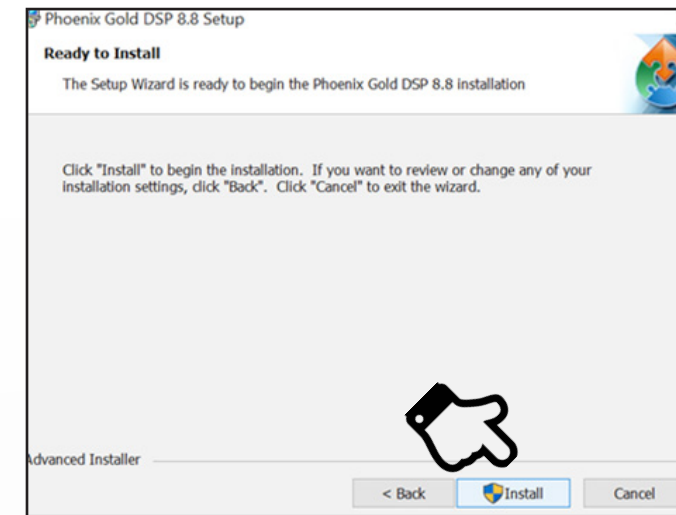 Phoenix Gold DSP 8.8 Setup
Ready to Install
The Setup Wizard is ready to begin the Phoenix Gold DSP 8.8 installation
Click "Install" to begin the installation.  If you want to review or change any of your
installation settings, click "Back".  Click "Cancel" to exit the wizard.
Advanced Installer
< Back
Install
Cancel